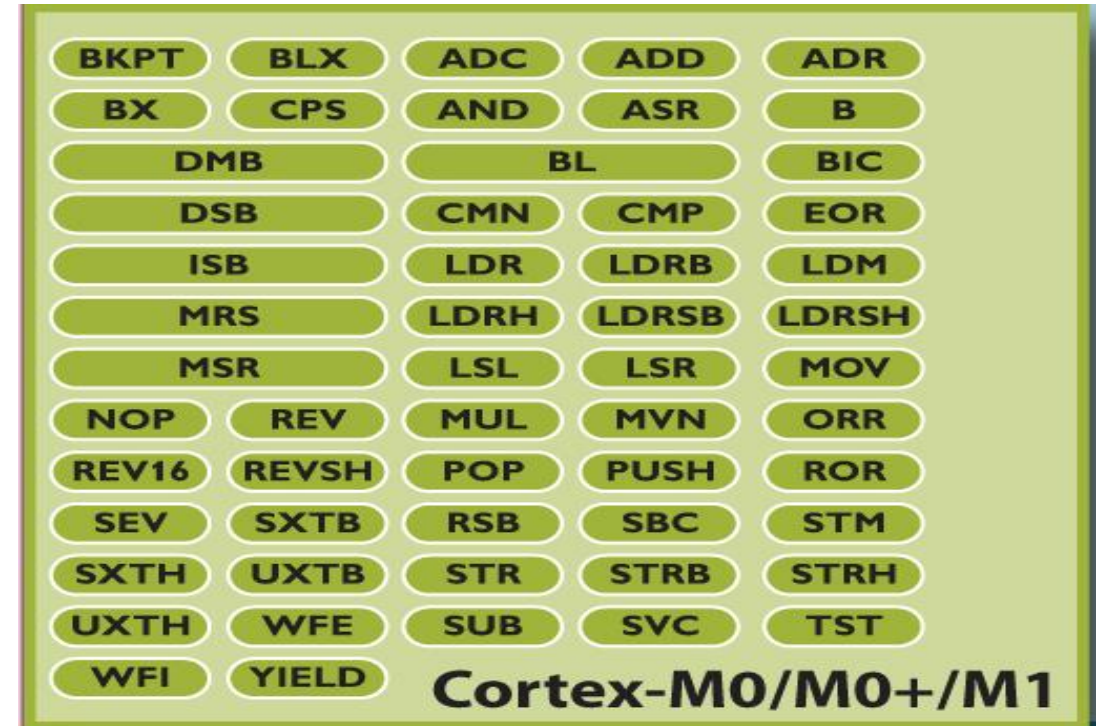 BKPT BLX ADC ADD ADR
BX CPS AND ASR B
DMB BL BIC
DSB CMN CMP EOR
ISB LDR LDRB LDM
MRS LDRH LDRSB LDRSH
MSR LSL LSR MOV
NOP REV MUL MVN ORR
REV16 REVSH POP PUSH ROR
SEV SXTB RSB SBC STM
SXTH UXTB STR STRB STRH
UXTH WFE SUB SVC TST
WFI YIELD Cortex-M0/M0+/M1